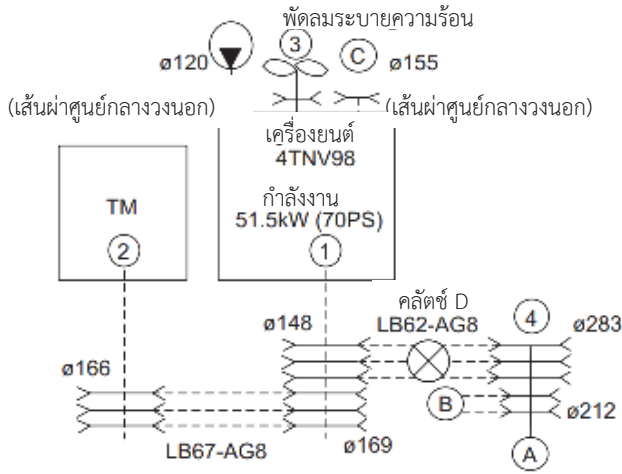 พัดลมระบายความร้อน
3
C
ø120
ø155
(เส้นผ่าศูนย์กลางวงนอก)
(เส้นผ่าศูนย์กลางวงนอก)
เครื่องยนต์
4TNV98
TM
กำลังงาน
51.5kW (70PS)
2
1
คลัตช์ D
ø148
LB62-AG8
4
ø283
ø166
B
ø212
LB67-AG8
ø169
A